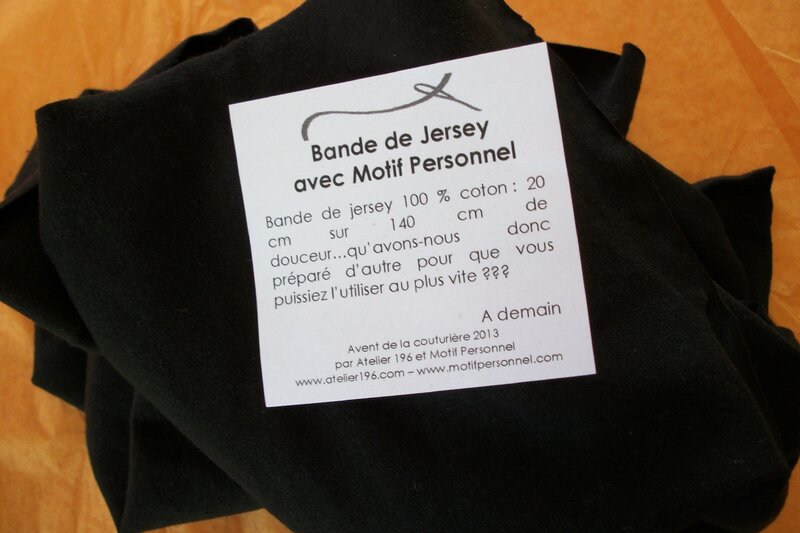 Bande de Jersey
avec Motif Personnel
Bande de jersey 100 % coton : 20
cm sur 140 cm de
douceur...qu'avons-nous donc
préparé d'autre pour que vous
puissiez l'utiliser au plus vite ???
A demain
Avent de la couturière 2013
par Atelier 196 et Motif Personnel
www.atelier196.com – www.motifpersonnel.com